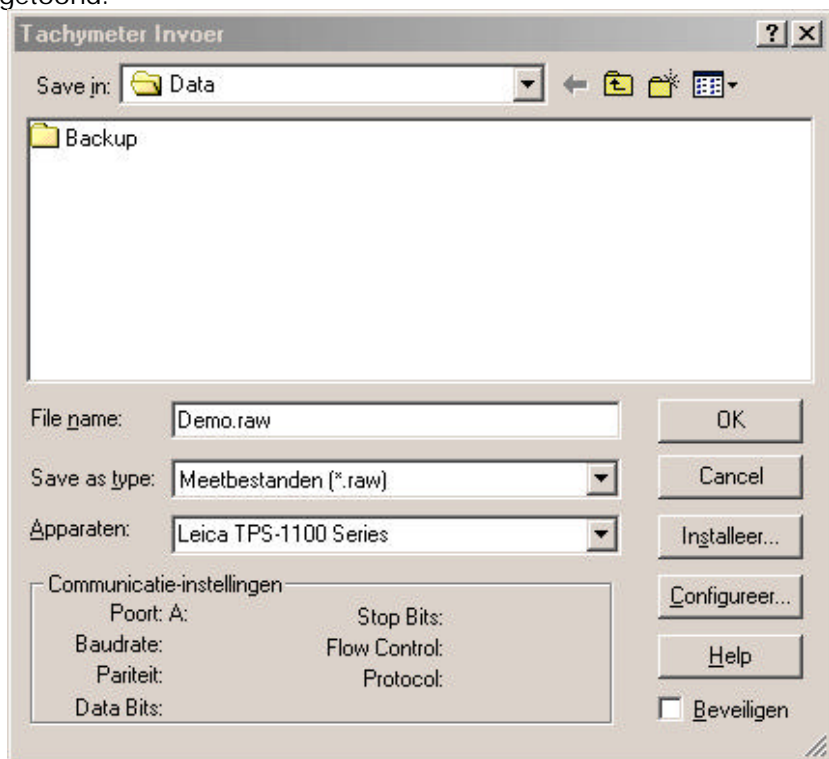 getoond.
Tachymeter Invoer
Save in: Data
Backup
File name: Demo.raw OK
Save as type: Meetbestanden (*.raw) Cancel
Apparaten: Leica TPS-1100 Series Installeer...
Communicatie-instellingen Configureer...
Poort: A: Stop Bits:
Baudrate: Flow Control: Help
Pariteit: Protocol:
Data Bits: Beveiligen